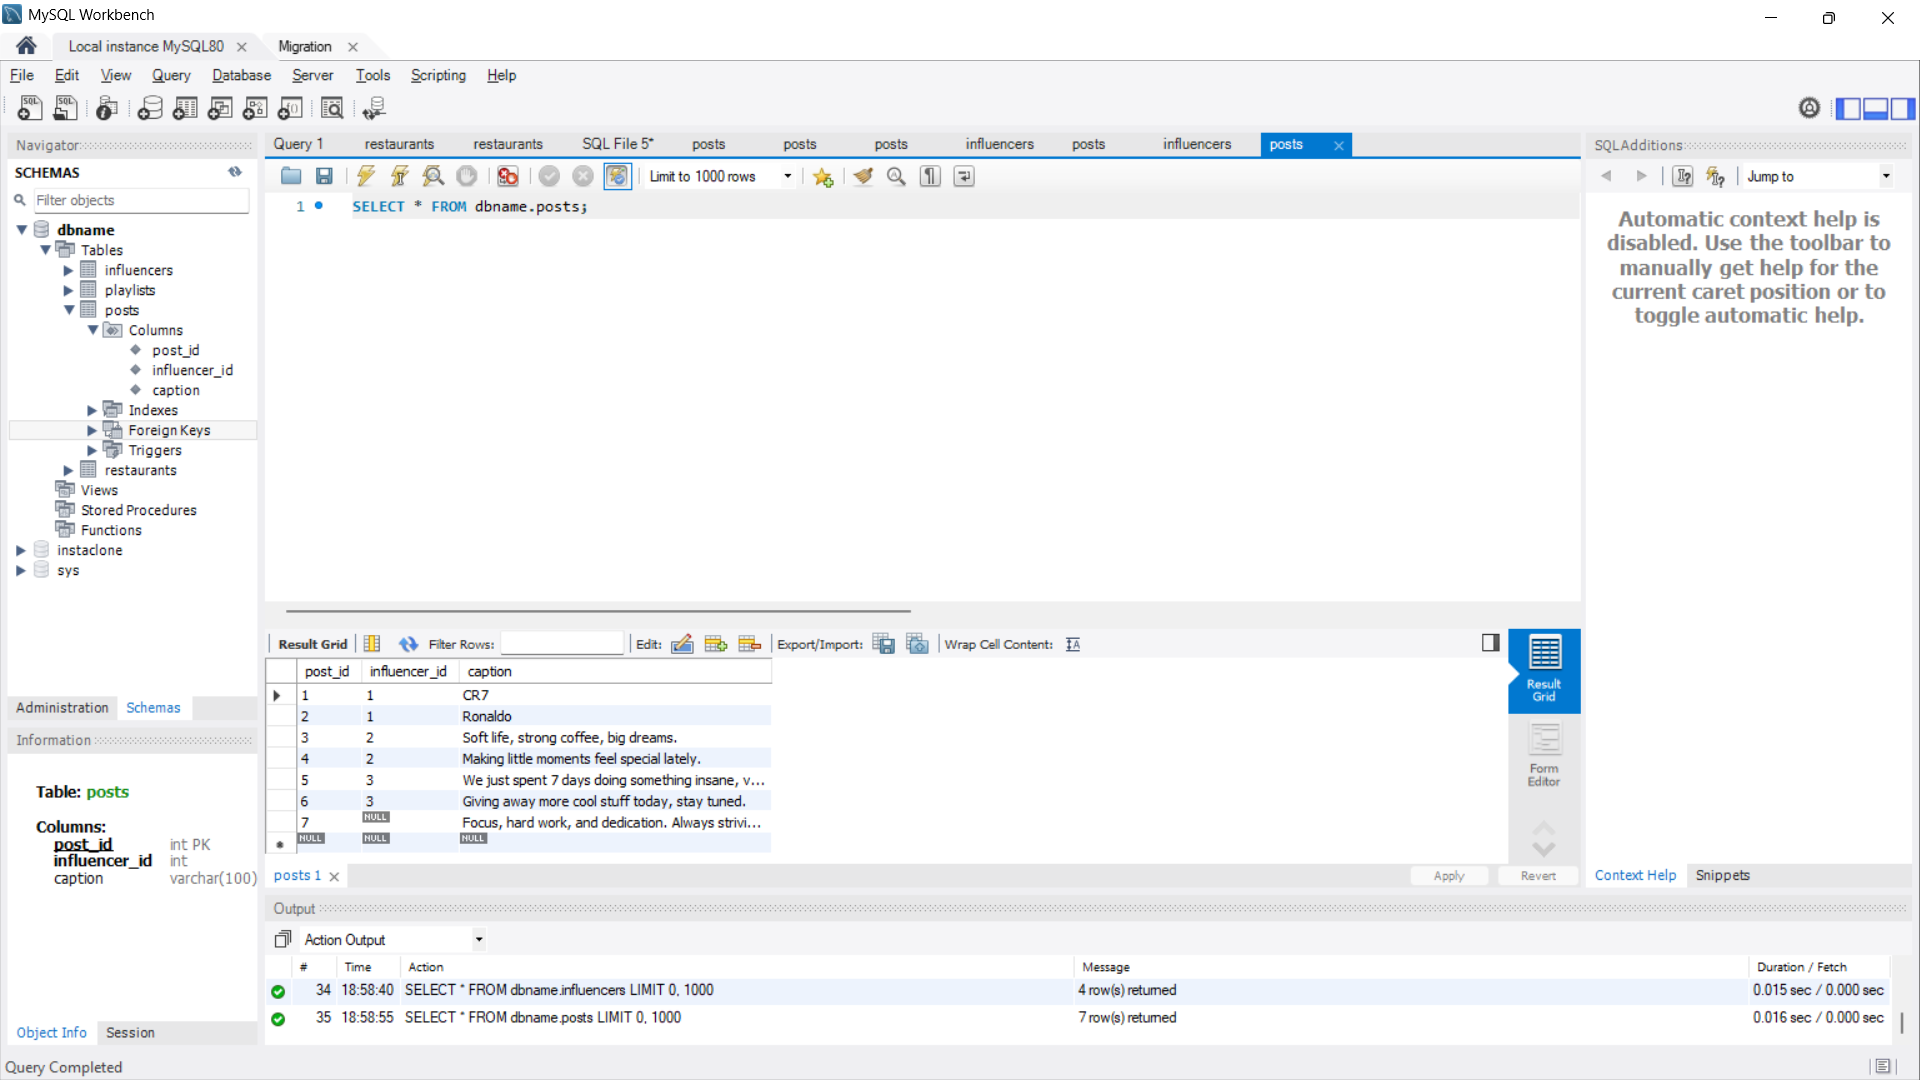 MySQL Workbench
Local instance MySQL80
Migration
File Edit View Query Database Server Tools Scripting Help
Navigator
SCHEMAS
Filter objects
dbname
Tables
influencers
playlists
posts
Columns
post_id
influencer_id
caption
Indexes
Foreign Keys
Triggers
restaurants
Views
Stored Procedures
Functions
instaclone
sys
Administration Schemas
Information
Table: posts
Columns:
post_id int PK
influencer_id int
caption varchar(100)
Object Info Session
Query 1 restaurants restaurants SQL File 5* posts posts posts influencers posts influencers posts
Limit to 1000 rows
1 SELECT * FROM dbname.posts;
SQLAdditions
Jump to
Automatic context help is
disabled. Use the toolbar to
manually get help for the
current caret position or to
toggle automatic help.
Result Grid Filter Rows: Edit: Export/Import: Wrap Cell Content:
post_id influencer_id caption
1 1 CR7
2 1 Ronaldo
3 2 Soft life, strong coffee, big dreams.
4 2 Making little moments feel special lately.
5 3 We just spent 7 days doing something insane, v...
6 3 Giving away more cool stuff today, stay tuned.
7 NULL Focus, hard work, and dedication. Always strivi...
NULL NULL NULL
Result
Grid
Form
Editor
posts 1
Apply Revert
Context Help Snippets
Output
Action Output
# Time Action Message Duration / Fetch
34 18:58:40 SELECT * FROM dbname.influencers LIMIT 0, 1000 4 row(s) returned 0.015 sec / 0.000 sec
35 18:58:55 SELECT * FROM dbname.posts LIMIT 0, 1000 7 row(s) returned 0.016 sec / 0.000 sec
Query Completed